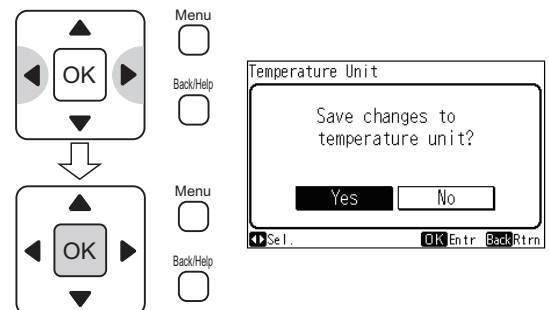 Menu
OK
Back/Help
Menu
OK
Back/Help
Temperature Unit
Save changes to
temperature unit?
Yes No
Sel. OK Entr Back Rtrn